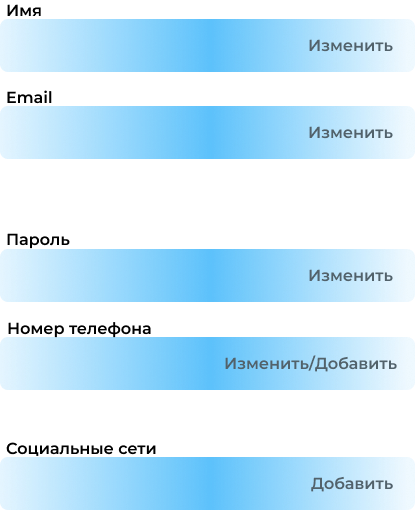 Имя
Изменить
Email
Изменить
Пароль
Изменить
Номер телефона
Изменить/Добавить
Социальные сети
Добавить